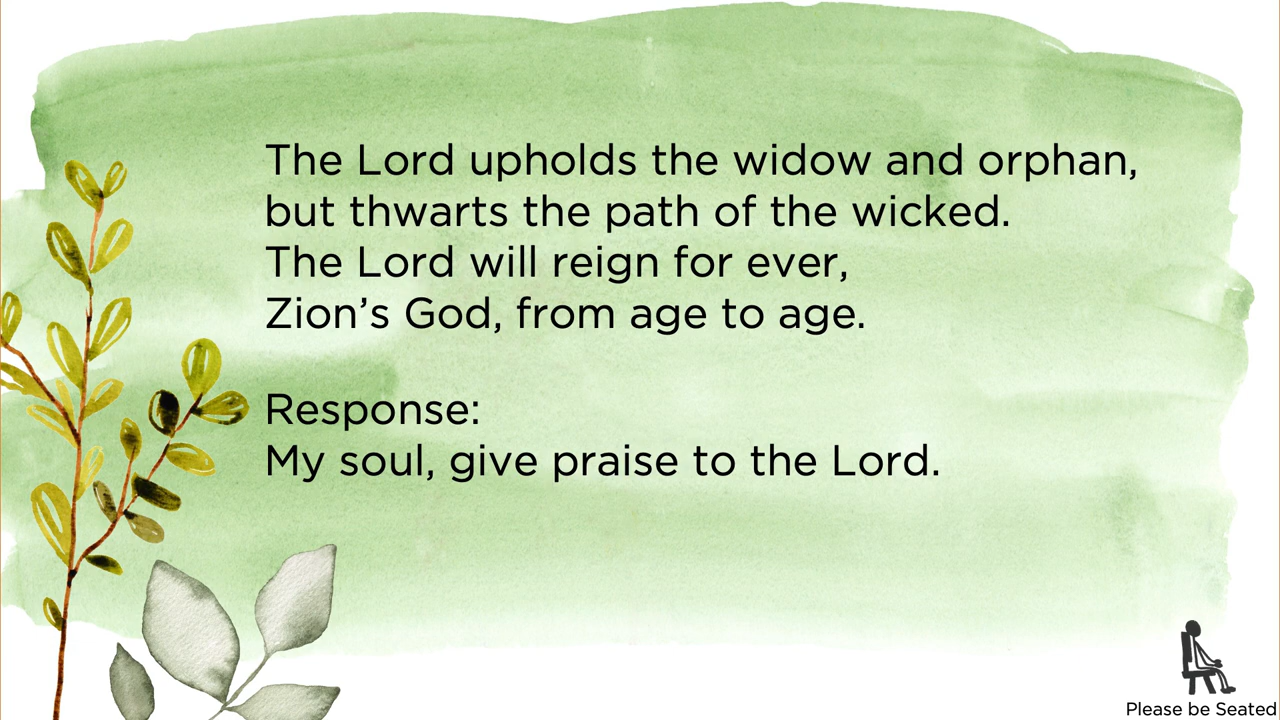 The Lord upholds the widow and orphan,
but thwarts the path of the wicked.
The Lord will reign for ever,
Zion’s God, from age to age.
Response:
My soul, give praise to the Lord.
Please be Seated